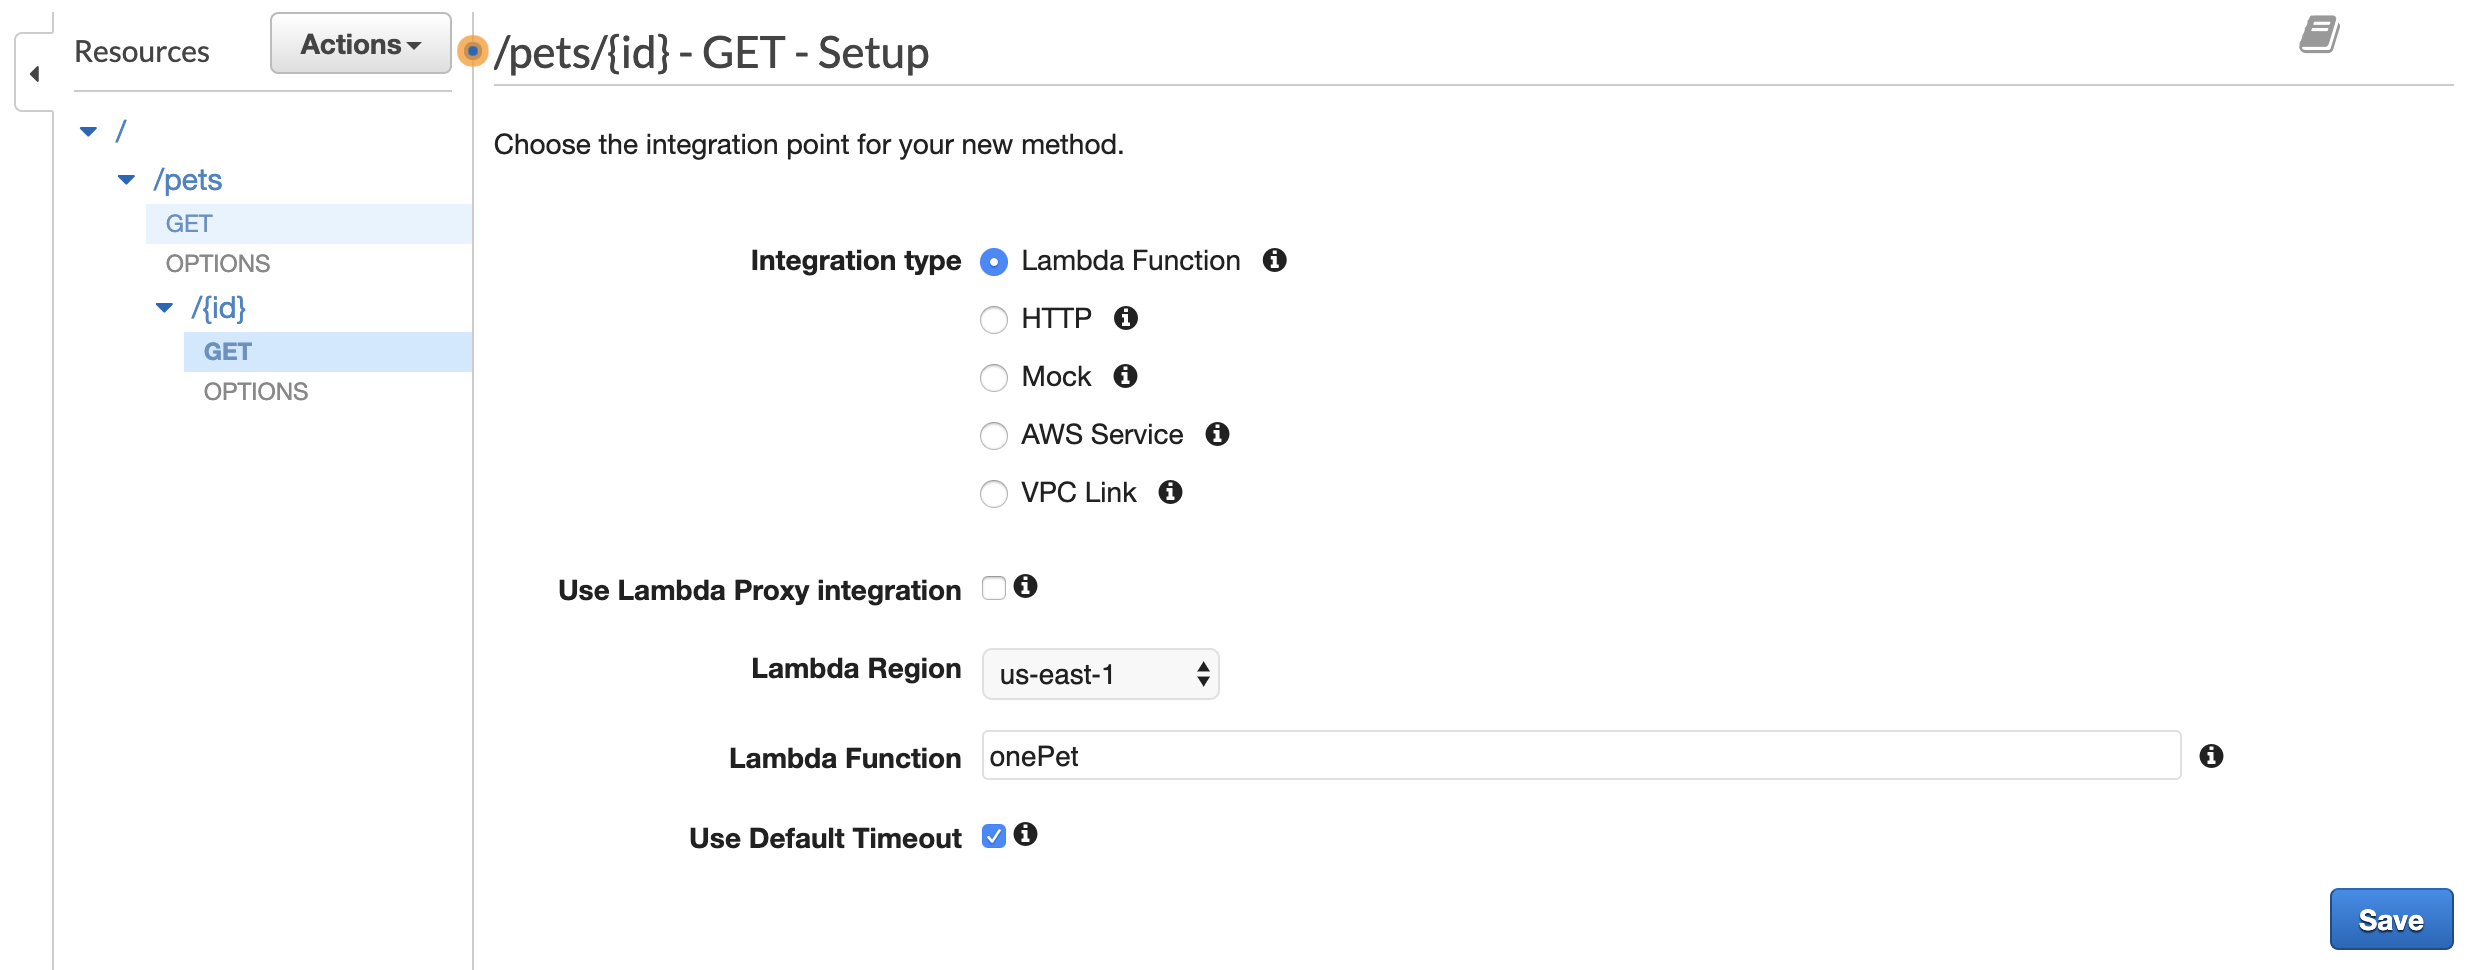 Resources
Actions
/
/pets
GET
OPTIONS
/{id}
GET
OPTIONS
/pets/{id} - GET - Setup
Choose the integration point for your new method.
Integration type
Lambda Function
HTTP
Mock
AWS Service
VPC Link
Use Lambda Proxy integration
Lambda Region
us-east-1
Lambda Function
onePet
Use Default Timeout
Save